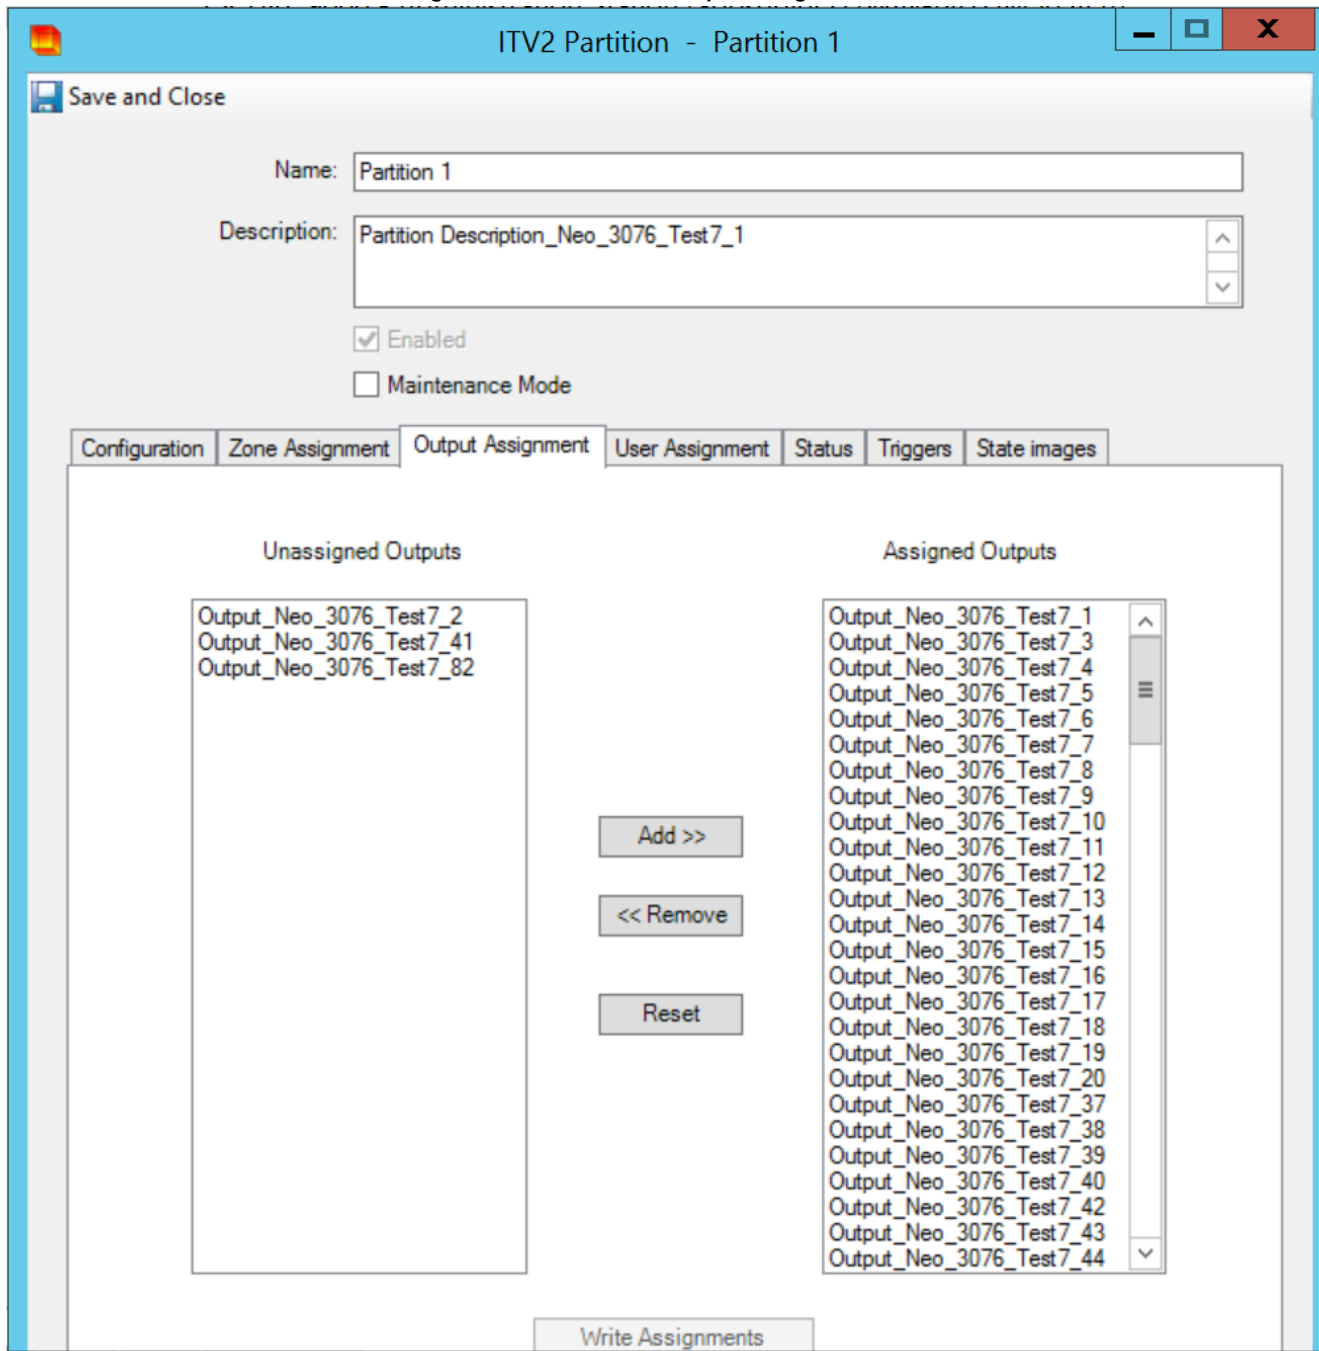 ITV2 Partition - Partition 1
Save and Close
Name: Partition 1
Description: Partition Description_Neo_3076_Test7_1
Enabled
Maintenance Mode
Configuration Zone Assignment Output Assignment User Assignment Status Triggers State images
Unassigned Outputs
Output_Neo_3076_Test7_2
Output_Neo_3076_Test7_41
Output_Neo_3076_Test7_82
Add >>
<< Remove
Reset
Assigned Outputs
Output_Neo_3076_Test7_1
Output_Neo_3076_Test7_3
Output_Neo_3076_Test7_4
Output_Neo_3076_Test7_5
Output_Neo_3076_Test7_6
Output_Neo_3076_Test7_7
Output_Neo_3076_Test7_8
Output_Neo_3076_Test7_9
Output_Neo_3076_Test7_10
Output_Neo_3076_Test7_11
Output_Neo_3076_Test7_12
Output_Neo_3076_Test7_13
Output_Neo_3076_Test7_14
Output_Neo_3076_Test7_15
Output_Neo_3076_Test7_16
Output_Neo_3076_Test7_17
Output_Neo_3076_Test7_18
Output_Neo_3076_Test7_19
Output_Neo_3076_Test7_20
Output_Neo_3076_Test7_37
Output_Neo_3076_Test7_38
Output_Neo_3076_Test7_39
Output_Neo_3076_Test7_40
Output_Neo_3076_Test7_42
Output_Neo_3076_Test7_43
Output_Neo_3076_Test7_44
Write Assignments